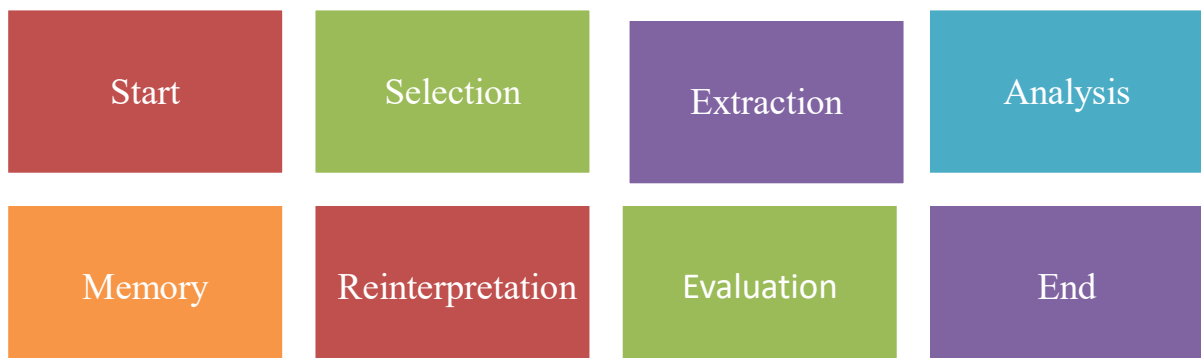 Start
Selection
Extraction
Analysis
Memory
Reinterpretation
Evaluation
End